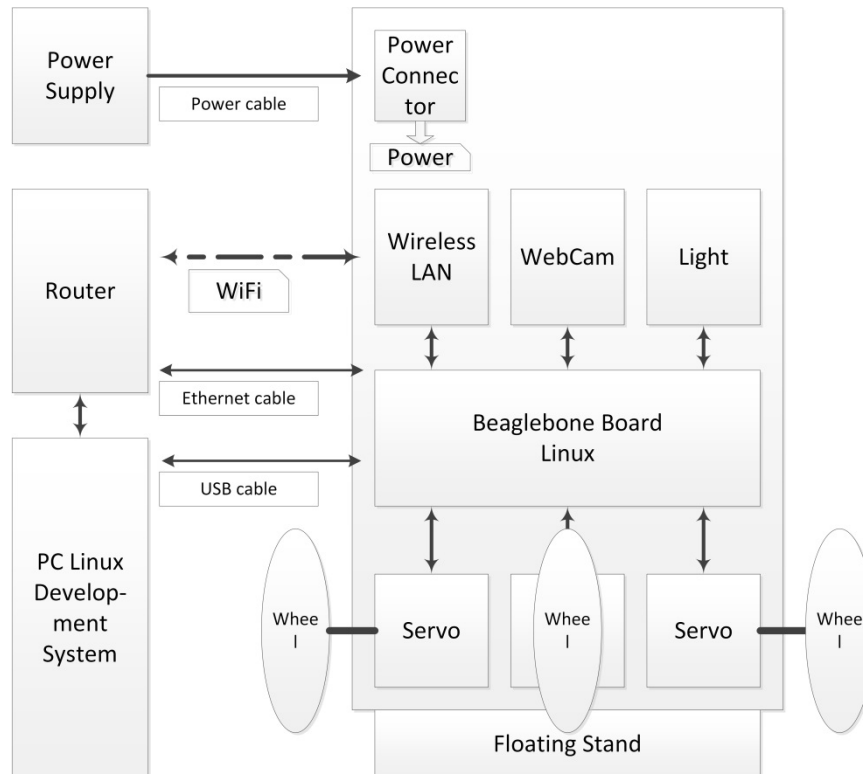 Power
Supply
Power cable
Power
Connec
tor
Power
Router
WiFi
Wireless
LAN
WebCam
Light
Ethernet cable
Beaglebone Board
Linux
USB cable
PC Linux
Develop-
ment
System
Whee
l
Servo
Whee
l
Servo
Whee
l
Floating Stand